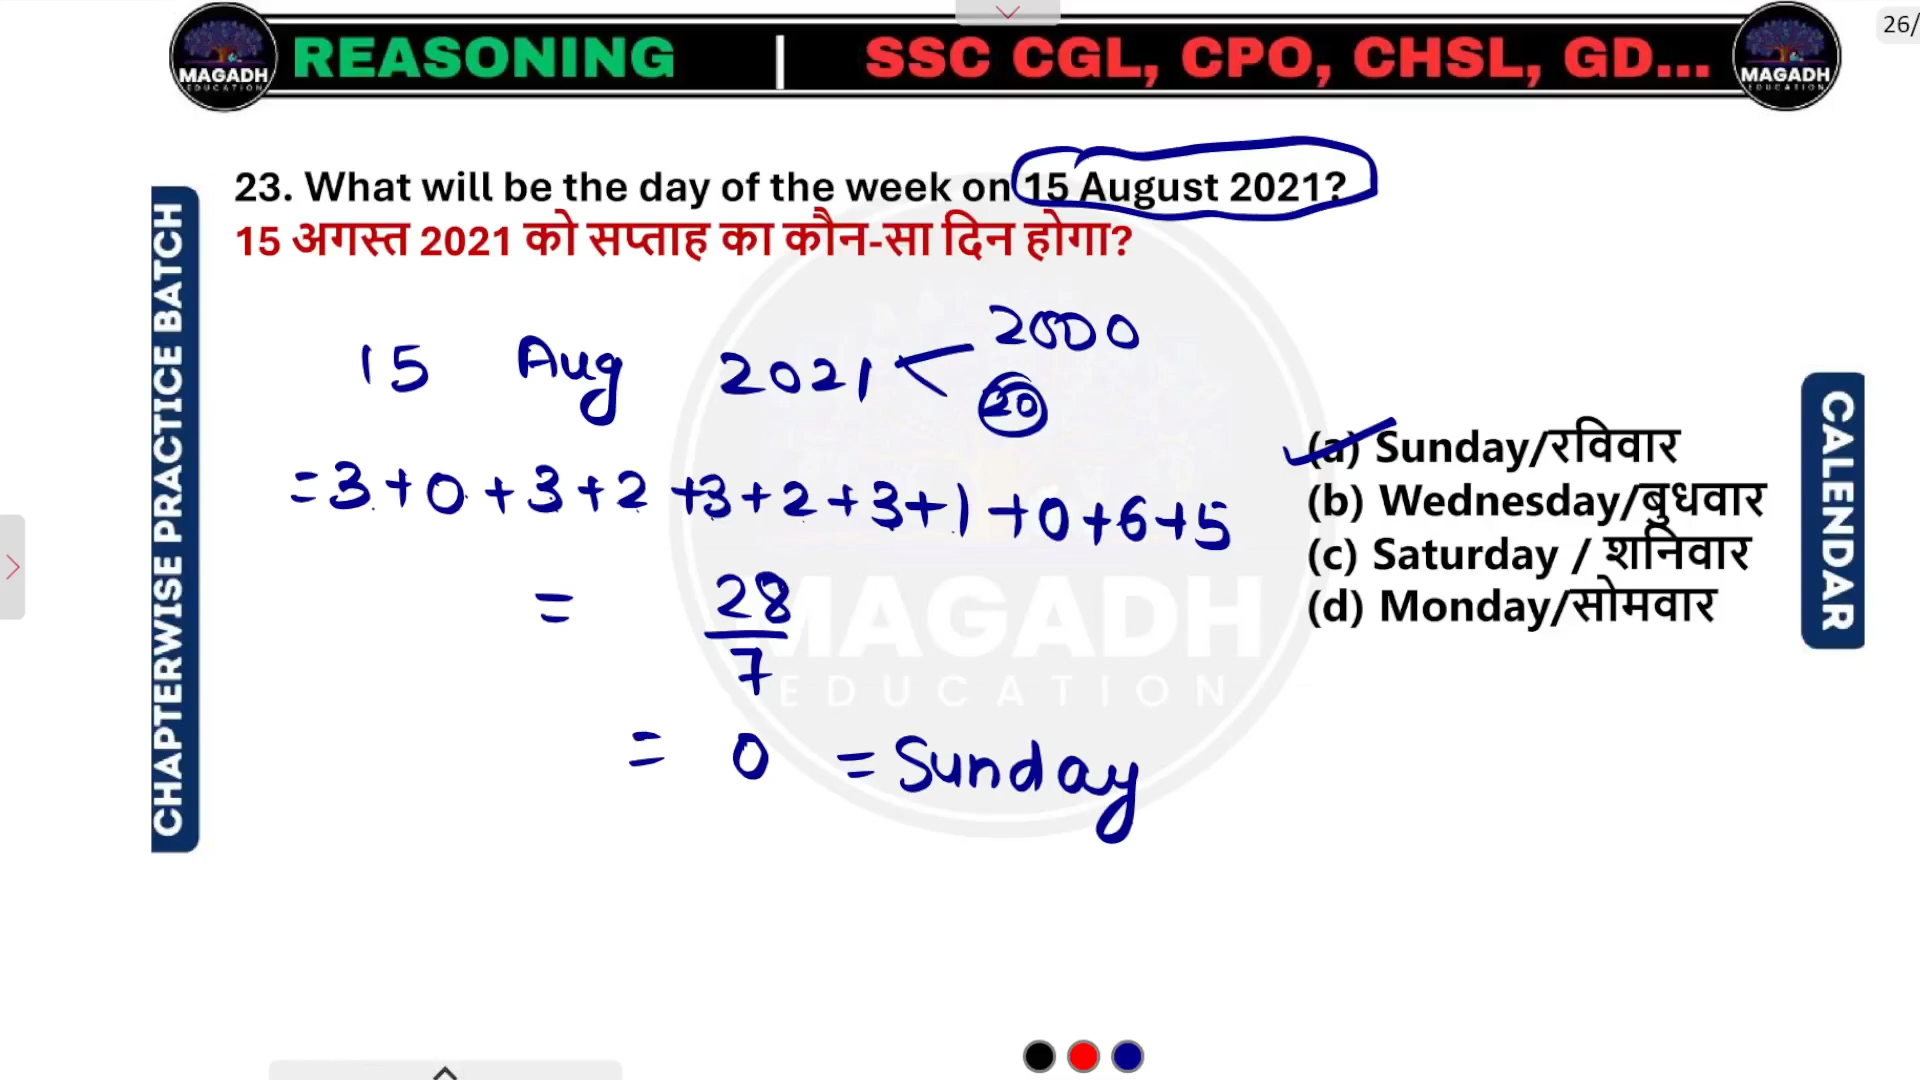 26/
MAGADH
EDUCATION
REASONING | SSC CGL, CPO, CHSL, GD...
MAGADH
EDUCATION
23. What will be the day of the week on 15 August 2021?
15 अगस्त 2021 को सप्ताह का कौन-सा दिन होगा?
CHAPTERWISE PRACTICE BATCH
15 Aug 2021 2000
20
= 3 + 0 + 3 + 2 + 3 + 2 + 3 + 1 + 0 + 6 + 5
= 28
7
= 0 = Sunday
(a) Sunday/रविवार
(b) Wednesday/बुधवार
(c) Saturday / शनिवार
(d) Monday/सोमवार
CALENDAR
MAGADH
EDUCATION